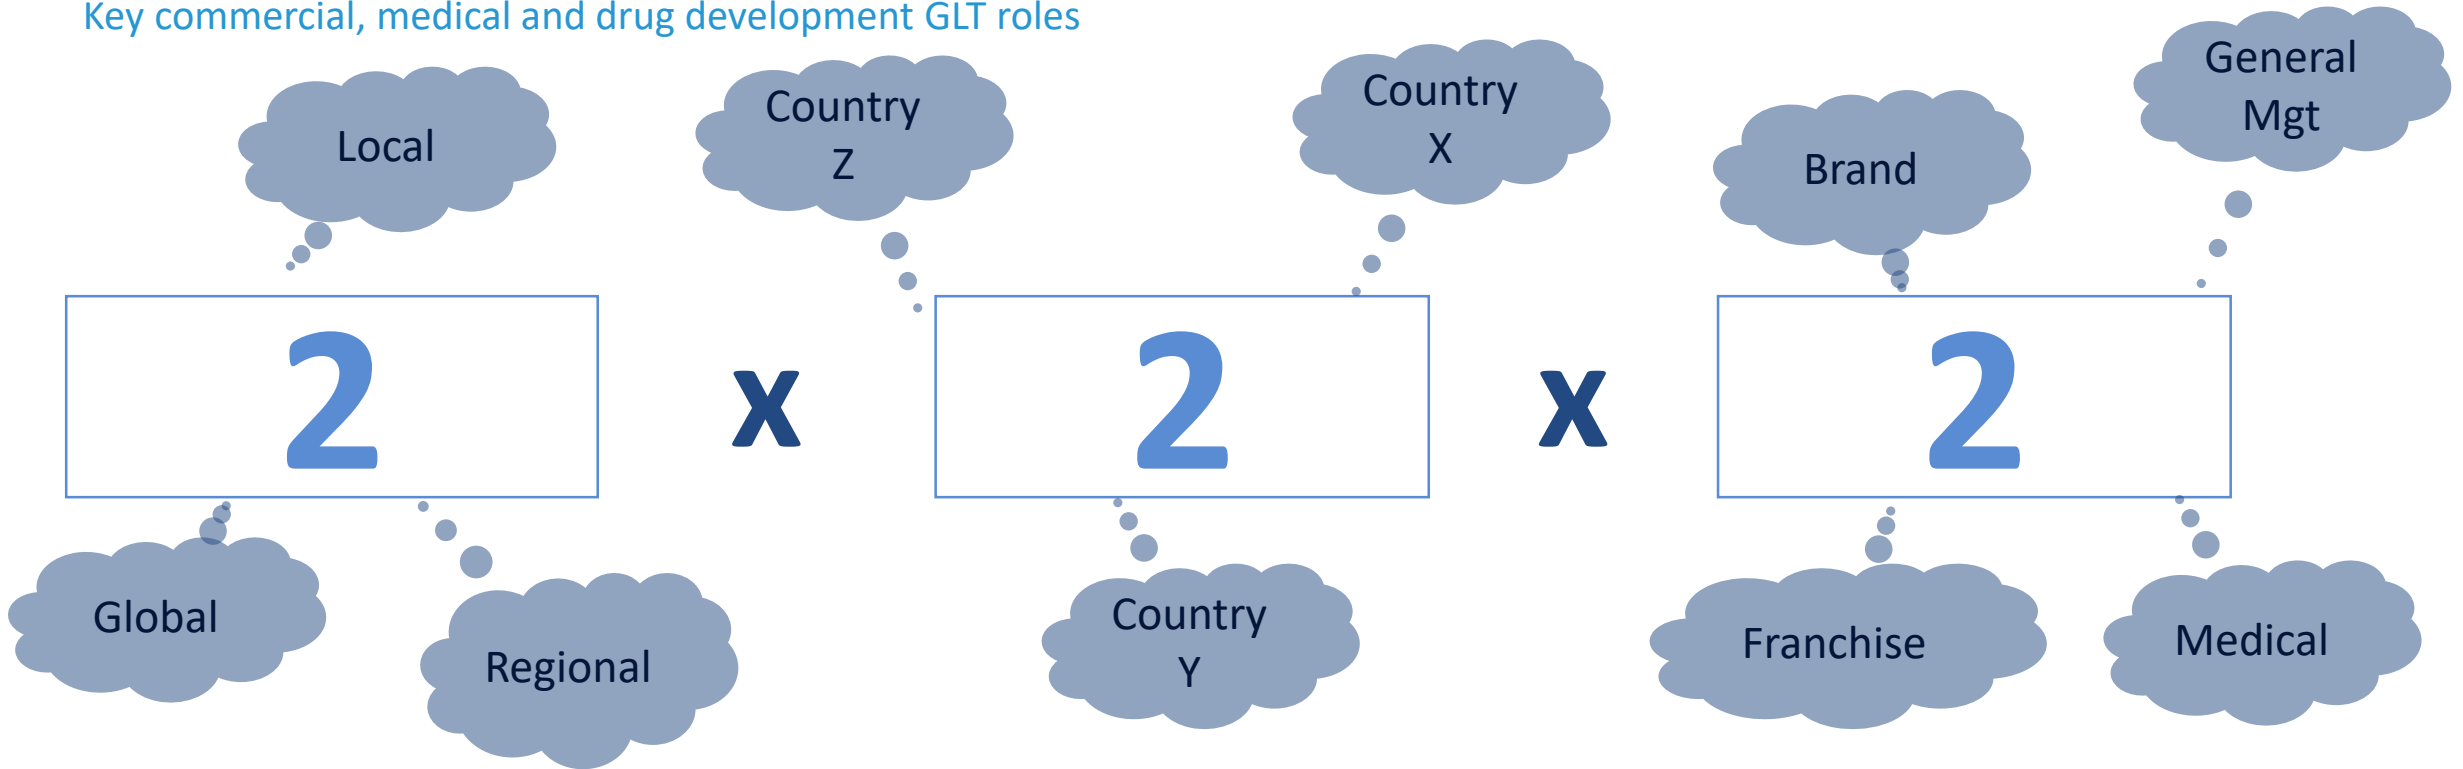 Key commercial, medical and drug development GLT roles
Local
Country
Z
Country
X
Brand
General
Mgt
2
x
2
x
2
Global
Regional
Country
Y
Franchise
Medical